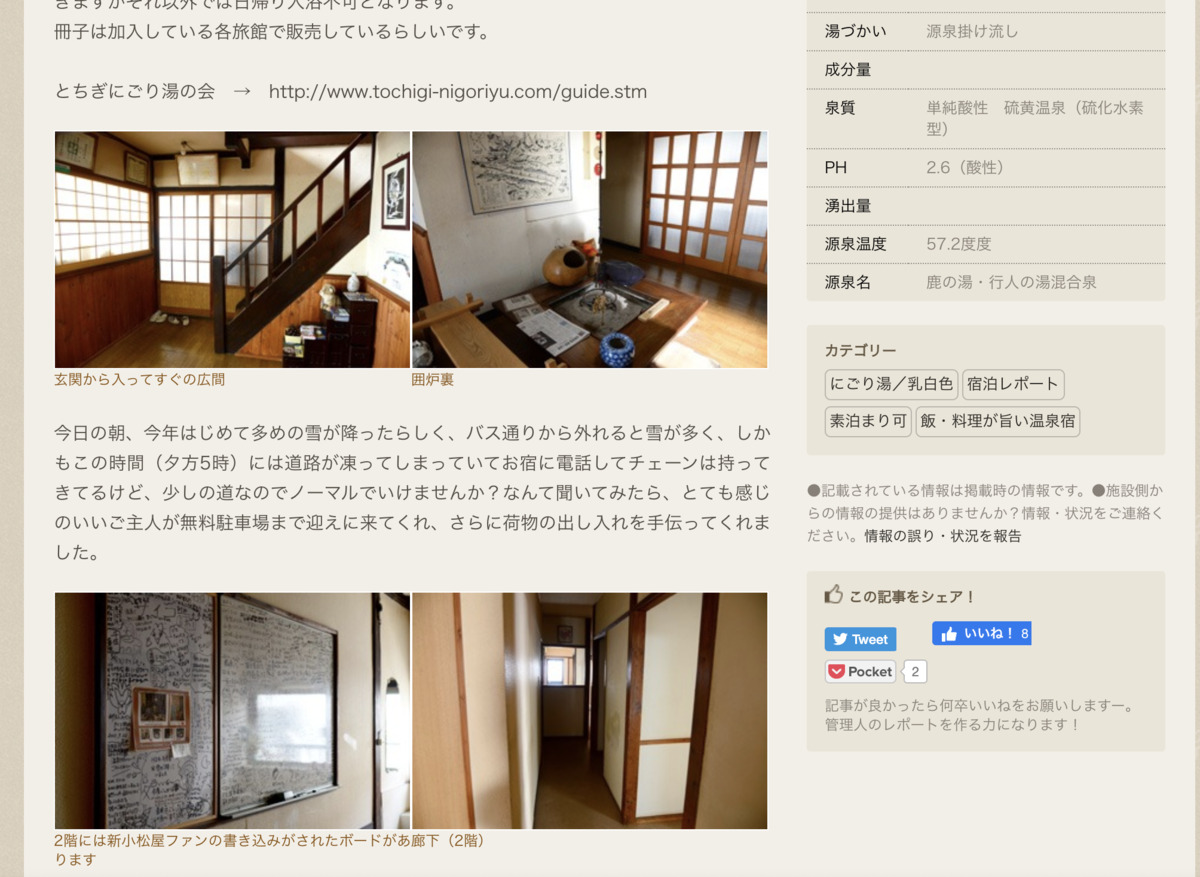 きますがそれ以外では日帰り入浴不可となります。
冊子は加入している各旅館で販売しているらしいです。
とちぎにごり湯の会　→　http://www.tochigi-nigoriyu.com/guide.stm
玄関から入ってすぐの広間
囲炉裏
今日の朝、今年はじめて多めの雪が降ったらしく、バス通りから外れると雪が多く、しか
もこの時間（夕方5時）には道路が凍ってしまっていてお宿に電話してチェーンは持って
きてるけど、少しの道なのでノーマルでいけませんか？なんて聞いてみたら、とても感じ
のいいご主人が無料駐車場まで迎えに来てくれ、さらに荷物の出し入れを手伝ってくれま
した。
2階には新小松屋ファンの書き込みがされたボードがあ
ります
廊下（2階）
湯づかい　源泉掛け流し
成分量
泉質　単純酸性　硫黄温泉（硫化水素
型）
PH　2.6（酸性）
湧出量
源泉温度　57.2度度
源泉名　鹿の湯・行人の湯混合泉
カテゴリー
にごり湯／乳白色 宿泊レポート
素泊まり可 飯・料理が旨い温泉宿
●記載されている情報は掲載時の情報です。●施設側か
らの情報の提供はありませんか？情報・状況をご連絡く
ださい。情報の誤り・状況を報告
この記事をシェア！
Tweet いいね！ 8
Pocket 2
記事が良かったら何卒いいねをお願いしますー。
管理人のレポートを作る力になります！